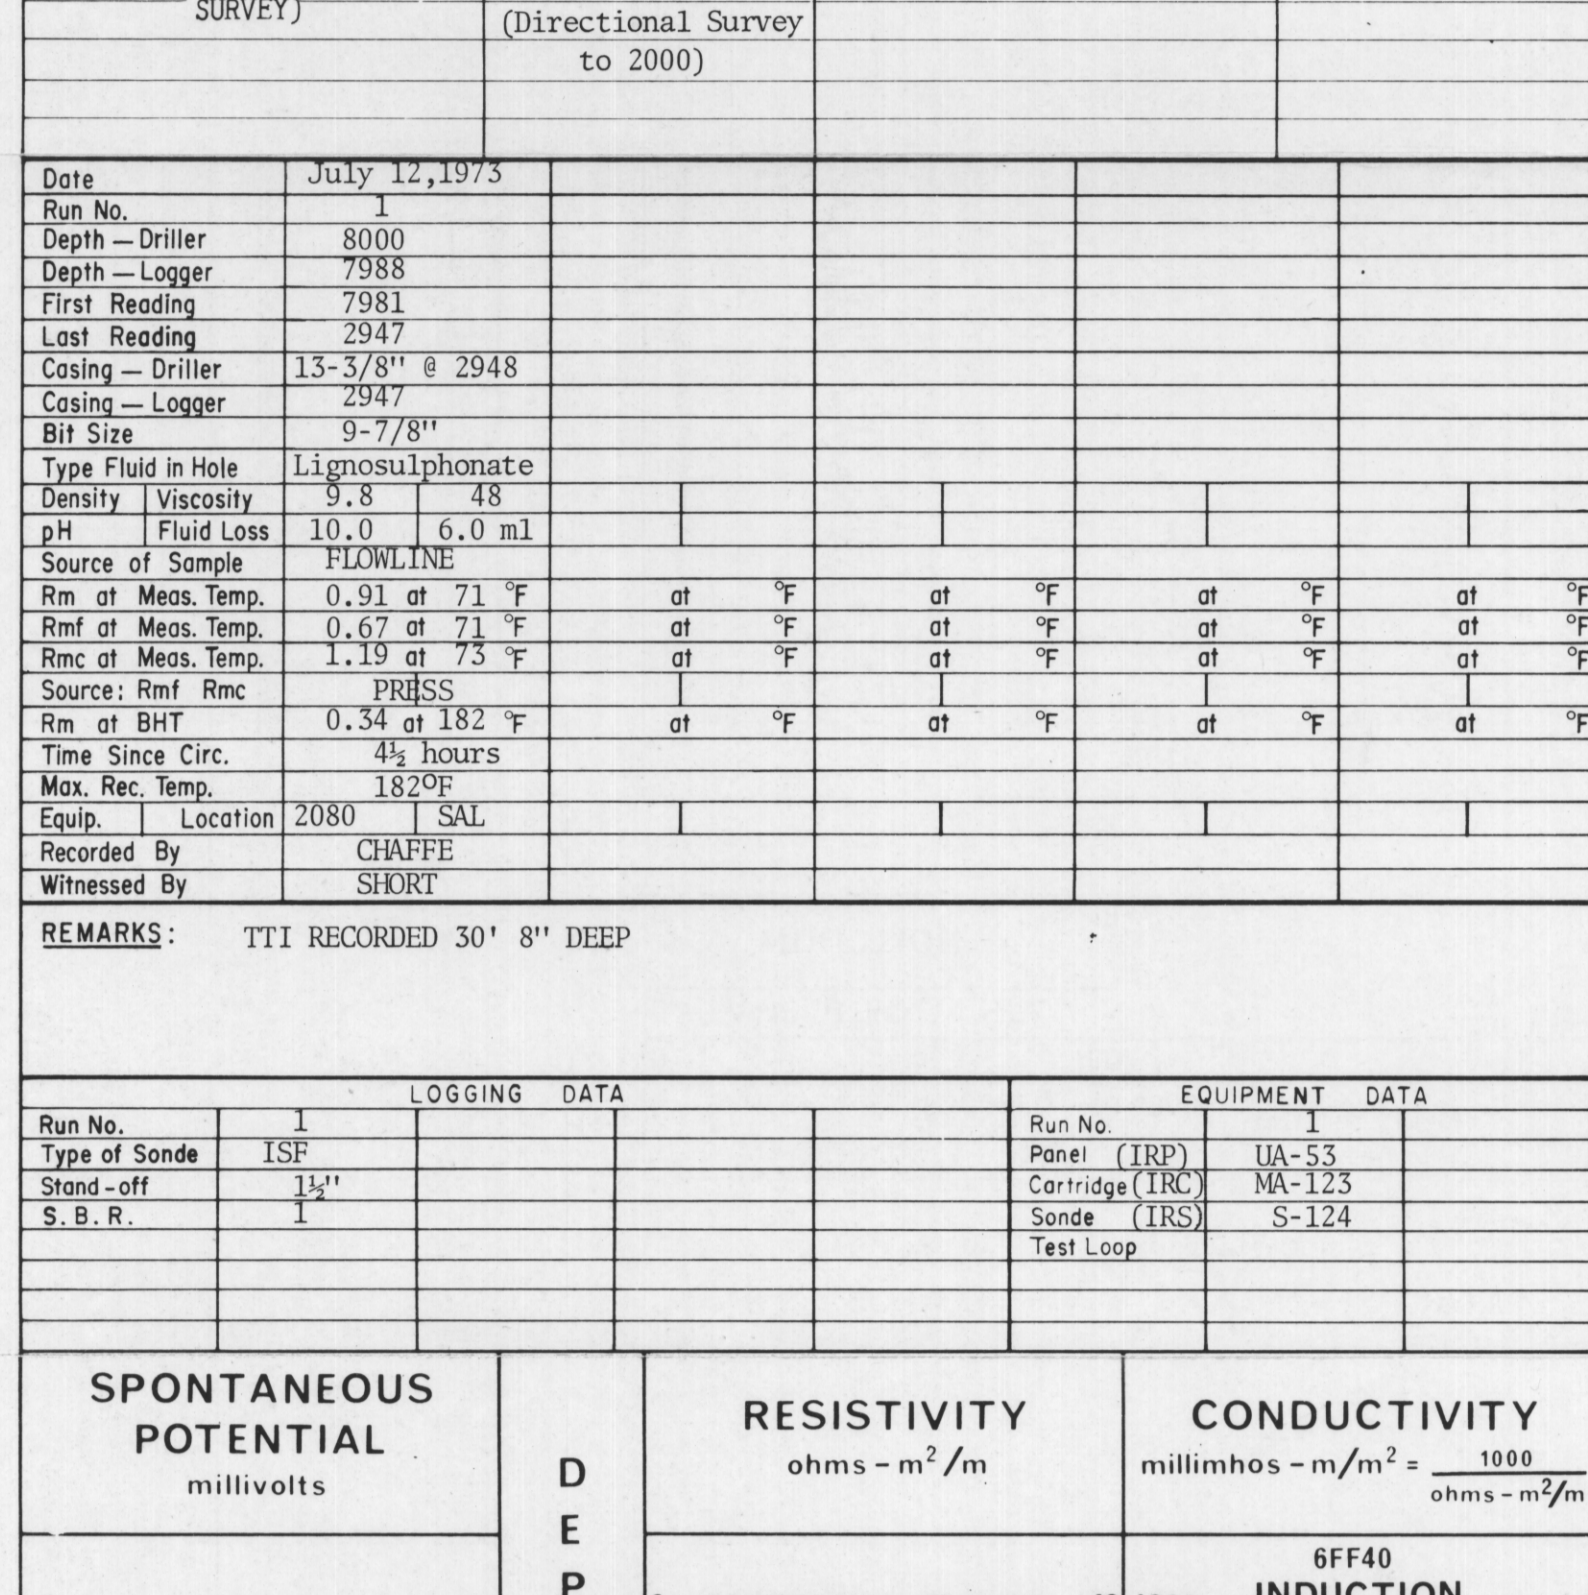 SURVEY)
(Directional Survey
to 2000)
Date July 12,1973
Run No. 1
Depth — Driller 8000
Depth — Logger 7988
First Reading 7981
Last Reading 2947
Casing — Driller 13-3/8" @ 2948
Casing — Logger 2947
Bit Size 9-7/8"
Type Fluid in Hole Lignosulphonate
Density Viscosity 9.8 48
pH Fluid Loss 10.0 6.0 ml
Source of Sample FLOWLINE
Rm at Meas. Temp. 0.91 at 71 °F at °F at °F at °F at °F
Rmf at Meas. Temp. 0.67 at 71 °F at °F at °F at °F at °F
Rmc at Meas. Temp. 1.19 at 73 °F at °F at °F at °F at °F
Source: Rmf Rmc PRESS
Rm at BHT 0.34 at 182 °F at °F at °F at °F at °F
Time Since Circ. 4½ hours
Max. Rec. Temp. 182°F
Equip. Location 2080 SAL
Recorded By CHAFFE
Witnessed By SHORT
REMARKS: TTI RECORDED 30' 8" DEEP
LOGGING DATA EQUIPMENT DATA
Run No. 1 Run No. 1
Type of Sonde ISF Panel (IRP) UA-53
Stand-off 1½" Cartridge (IRC) MA-123
S.B.R. 1 Sonde (IRS) S-124
Test Loop
SPONTANEOUS
POTENTIAL
millivolts
D
E
P
RESISTIVITY
ohms - m²/m
CONDUCTIVITY
millimhos - m/m² = 1000
ohms - m²/m
6FF40
INDUCTION